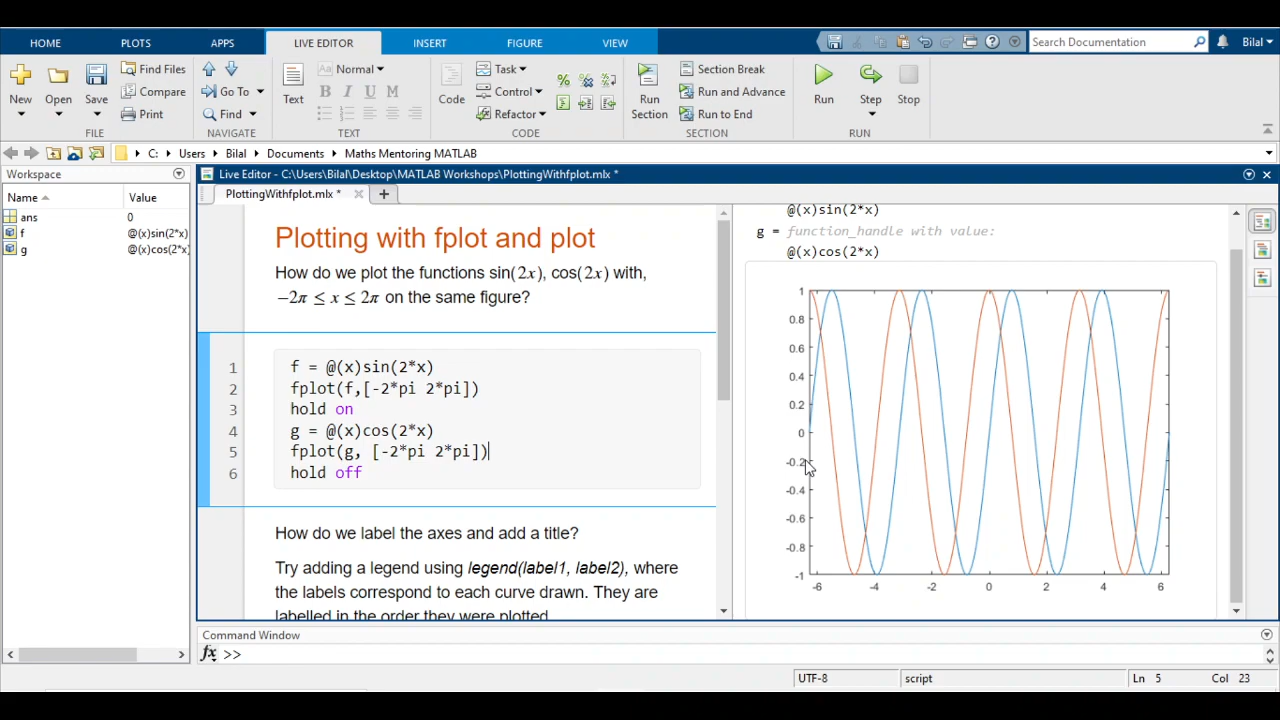 HOME PLOTS APPS LIVE EDITOR INSERT FIGURE VIEW Search Documentation Bilal
New Open Save Find Files Compare Print
FILE
Go To Find
NAVIGATE
Text Normal B I U M
TEXT
Code Task Control Refactor
CODE
Run Section Section Break Run and Advance Run to End
SECTION
Run Step Stop
RUN
C: Users Bilal Documents Maths Mentoring MATLAB
Workspace
Name Value
ans 0
f @(x)sin(2*x)
g @(x)cos(2*x)
Live Editor - C:\Users\Bilal\Desktop\MATLAB Workshops\PlottingWithfplot.mlx *
PlottingWithfplot.mlx *
Plotting with fplot and plot
How do we plot the functions sin(2x), cos(2x) with,
−2π ≤ x ≤ 2π on the same figure?
1 f = @(x)sin(2*x)
2 fplot(f,[-2*pi 2*pi])
3 hold on
4 g = @(x)cos(2*x)
5 fplot(g, [-2*pi 2*pi])
6 hold off
How do we label the axes and add a title?
Try adding a legend using legend(label1, label2), where
the labels correspond to each curve drawn. They are
labelled in the order they were plotted.
@(x)sin(2*x)
g = function_handle with value:
@(x)cos(2*x)
1
0.8
0.6
0.4
0.2
0
-0.2
-0.4
-0.6
-0.8
-1
-6 -4 -2 0 2 4 6
Command Window
fx >>
UTF-8 script Ln 5 Col 23